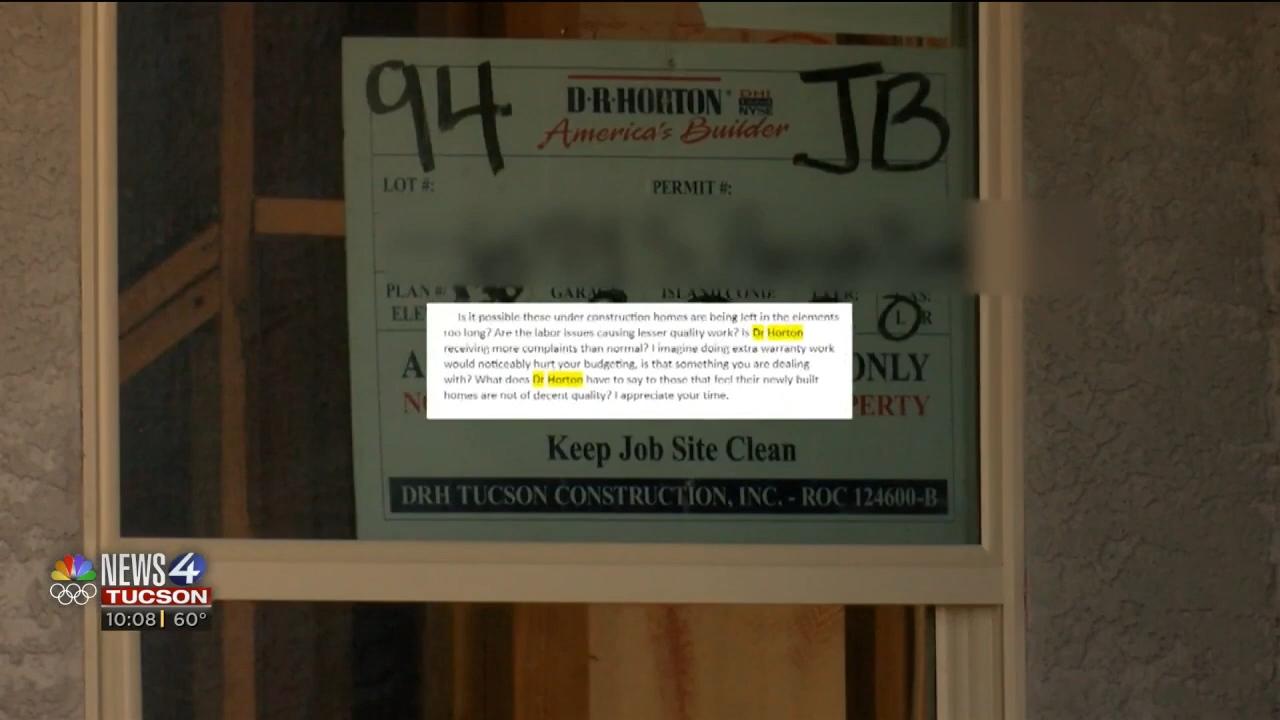 94 D·R·HORTON® DHI LISTED NYSE JB
America's Builder
LOT #: PERMIT #:
PLAN #/
ELE
Is it possible these under construction homes are being left in the elements
too long? Are the labor issues causing lesser quality work? Is Dr Horton
receiving more complaints than normal? I imagine doing extra warranty work
would noticeably hurt your budgeting, is that something you are dealing
with? What does Dr Horton have to say to those that feel their newly built
homes are not of decent quality? I appreciate your time.
L R
ONLY
PERTY
Keep Job Site Clean
DRH TUCSON CONSTRUCTION, INC. - ROC 124600-B
NEWS 4
TUCSON
10:08 60°